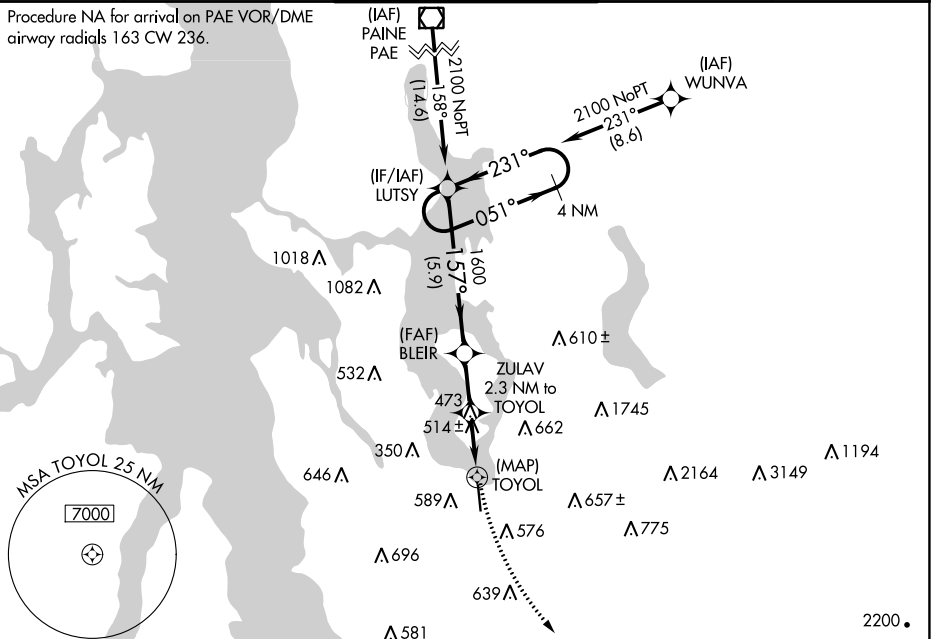 Procedure NA for arrival on PAE VOR/DME
airway radials 163 CW 236.
(IAF)
PAINE
PAE
2100 NoPT
158°
(14.6)
(IAF)
WUNVA
2100 NoPT
231°
(8.6)
(IF/IAF)
LUTSY
231°
051°
4 NM
1600
157°
(5.9)
1018
1082
(FAF)
BLEIR
610 ±
532
ZULAV
2.3 NM to
TOYOL
473
514 ±
1745
662
350
1194
646
(MAP)
TOYOL
2164
3149
589
657 ±
576
775
MSA TOYOL 25 NM
7000
696
639
581
2200